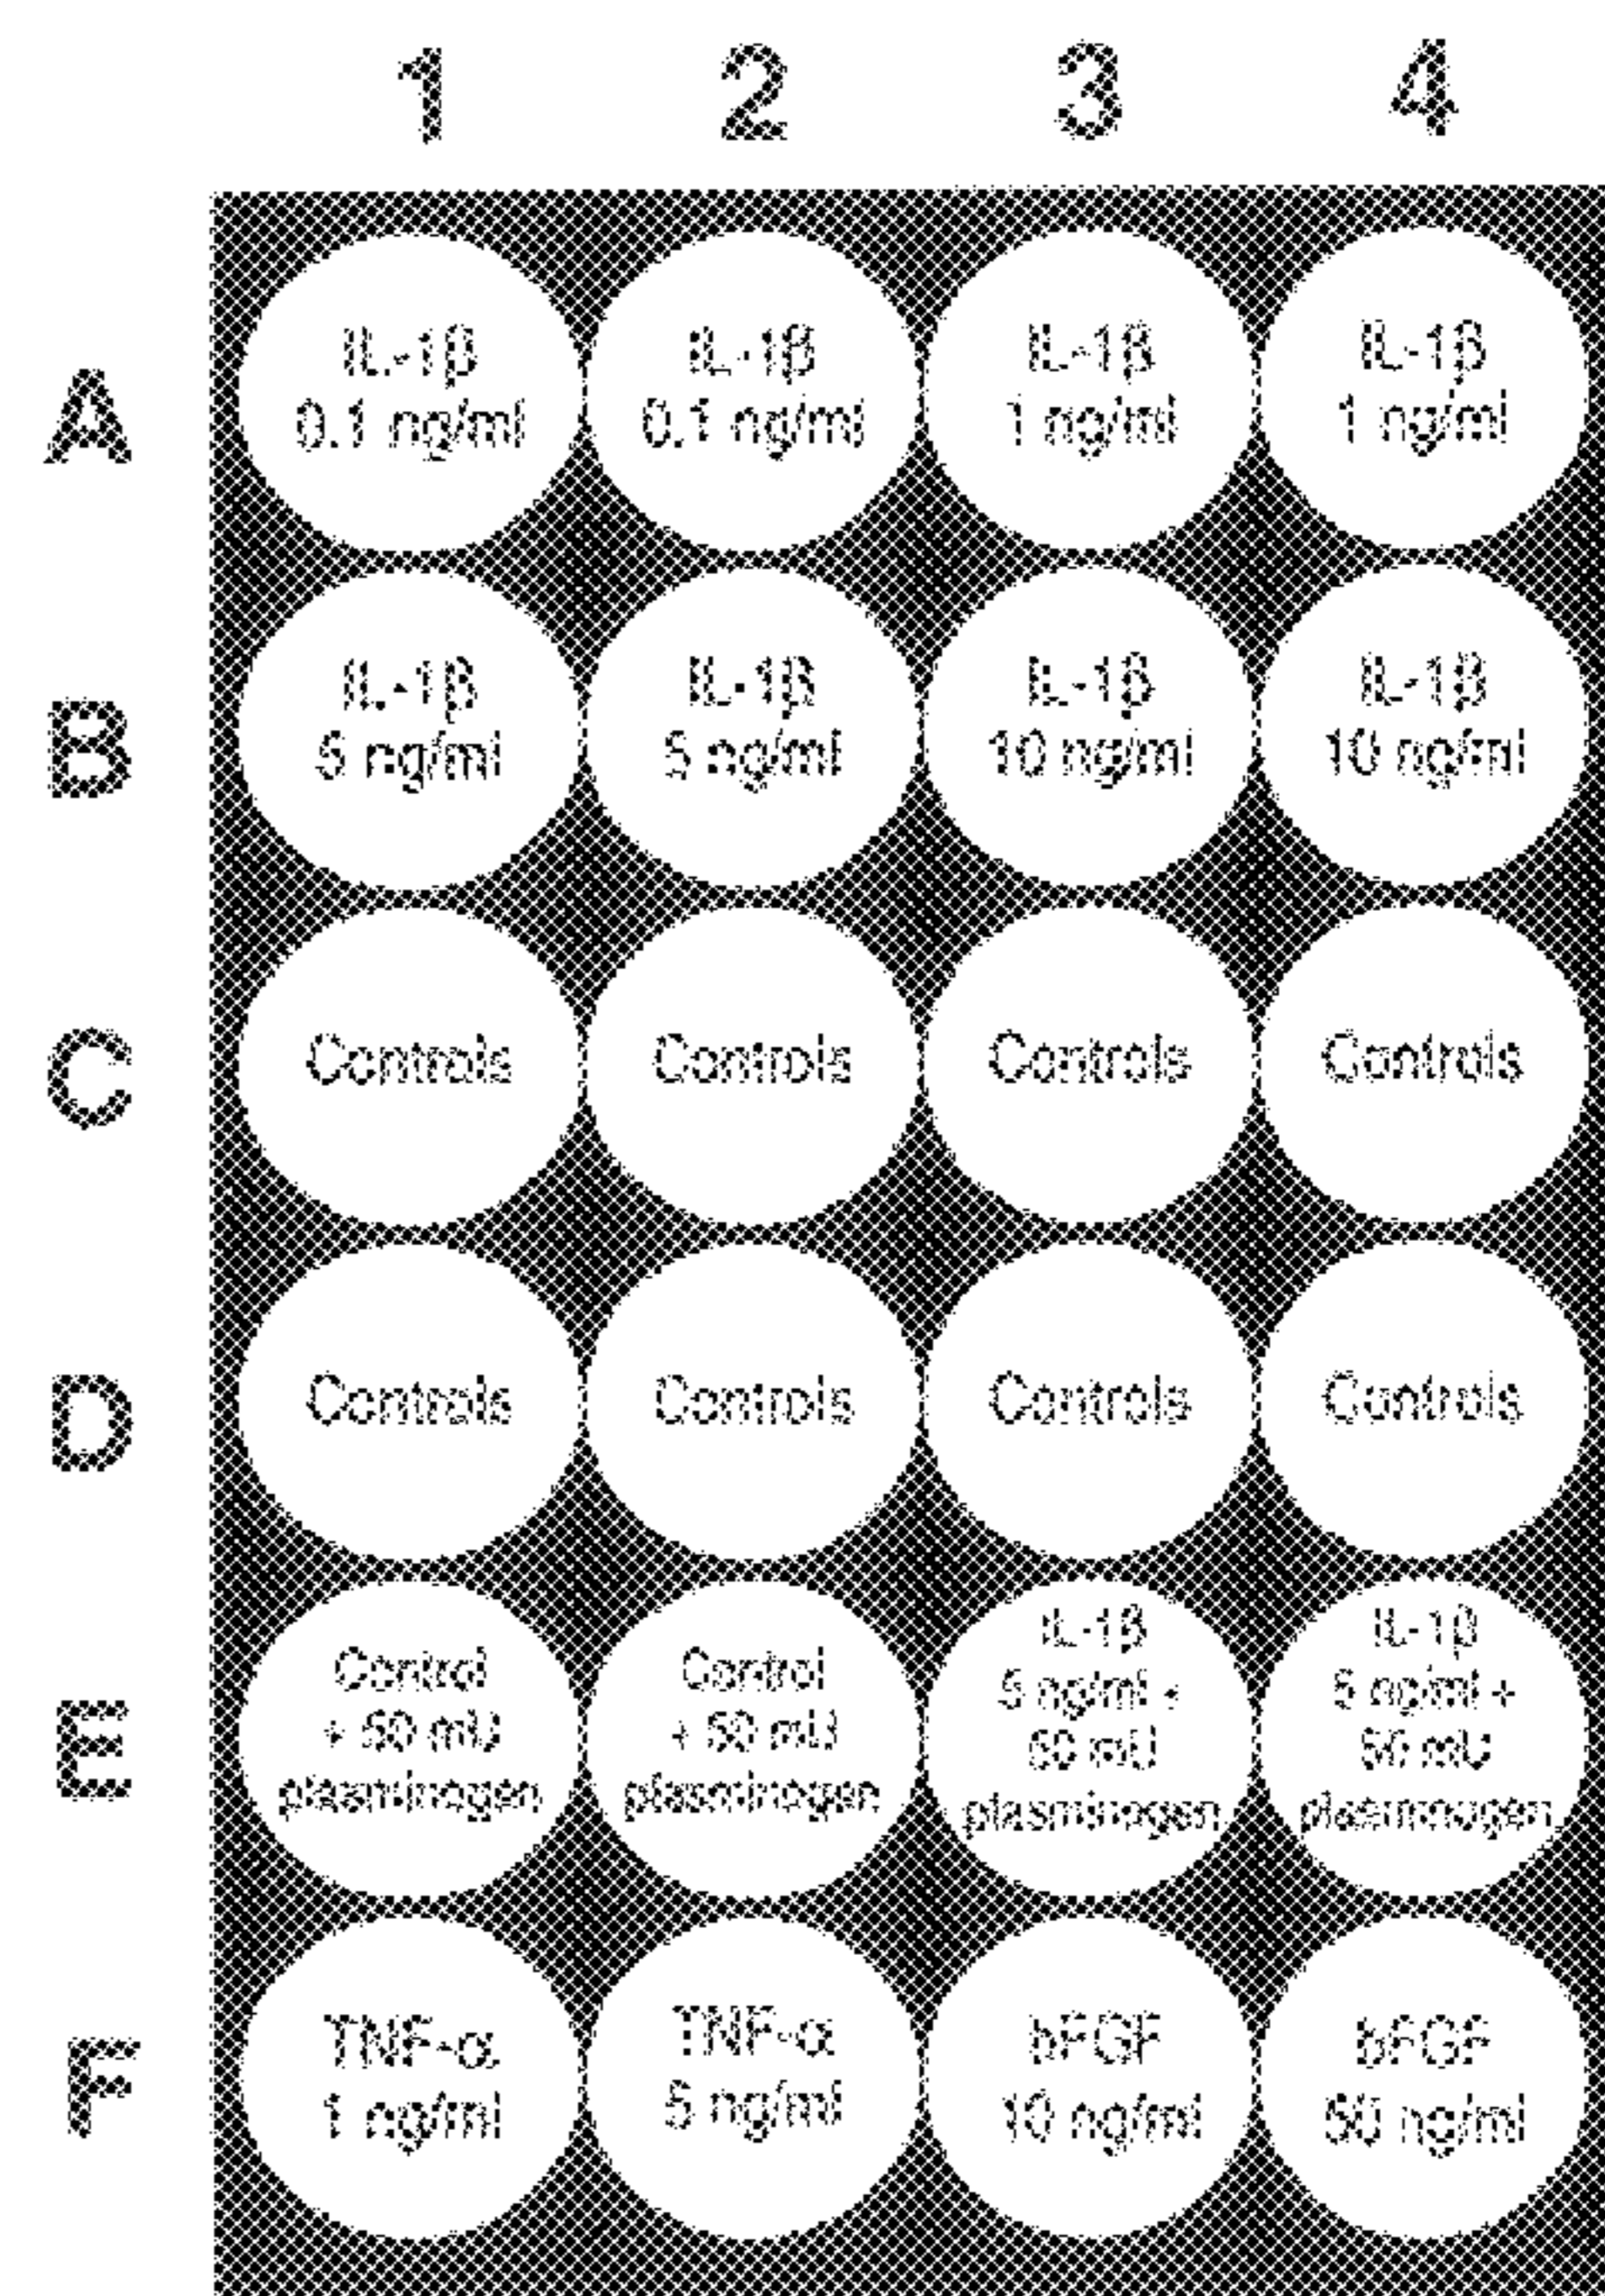 1 2 3 4
A
IL-1β IL-1β IL-1β IL-1β
0.1 ng/ml 0.1 ng/ml 1 ng/ml 1 ng/ml
B
IL-1β IL-1β IL-1β IL-1β
5 ng/ml 5 ng/ml 10 ng/ml 10 ng/ml
C
Controls Controls Controls Controls
D
Controls Controls Controls Controls
E
Control
+ 50 mU
plasminogen
Control
+ 50 mU
plasminogen
IL-1β
5 ng/ml +
50 mU
plasminogen
IL-1β
5 ng/ml +
50 mU
plasminogen
F
TNF-α TNF-α bFGF bFGF
1 ng/ml 5 ng/ml 10 ng/ml 50 ng/ml